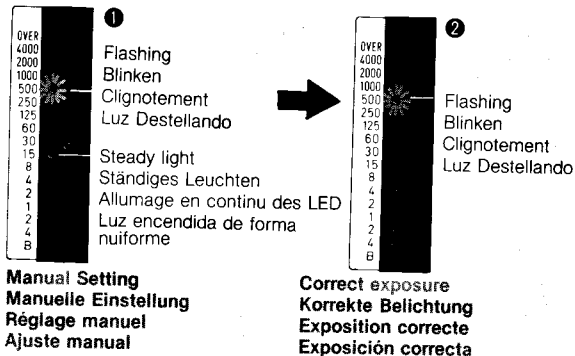 ❶
OVER
4000
2000
1000
500
250
125
60
30
15
8
4
2
1
2
4
B
Flashing
Blinken
Clignotement
Luz Destellando
Steady light
Ständiges Leuchten
Allumage en continu des LED
Luz encendida de forma
nuiforme
Manual Setting
Manuelle Einstellung
Réglage manuel
Ajuste manual
❷
OVER
4000
2000
1000
500
250
125
60
30
15
8
4
2
1
2
4
B
Flashing
Blinken
Clignotement
Luz Destellando
Correct exposure
Korrekte Belichtung
Exposition correcte
Exposición correcta